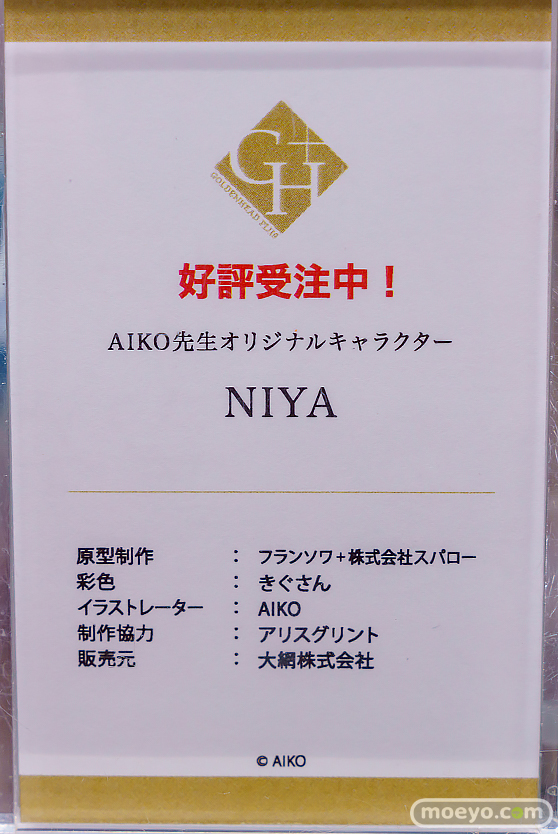 GH+
GOLDENHEAD PLUS
好評受注中！
AIKO先生オリジナルキャラクター
NIYA
原型制作 ： フランソワ+株式会社スパロー
彩色 ： きぐさん
イラストレーター ： AIKO
制作協力 ： アリスグリント
販売元 ： 大網株式会社
© AIKO
moeyo.com